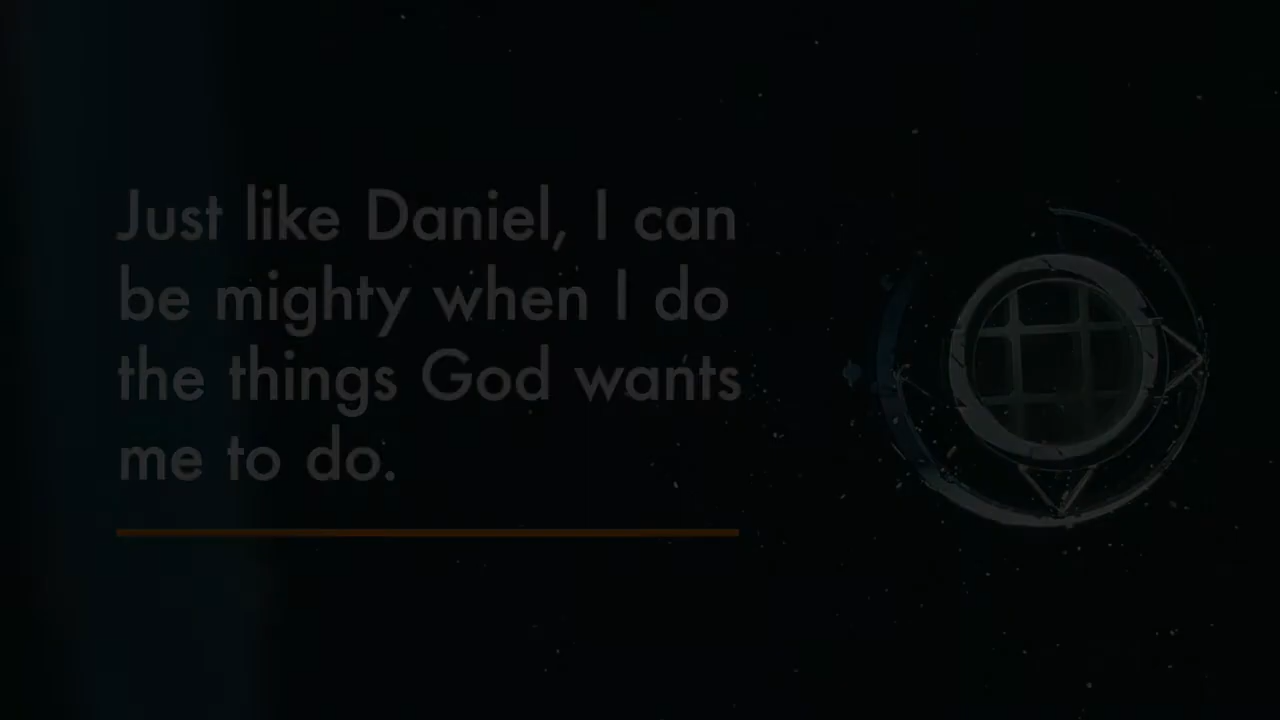 Just like Daniel, I can
be mighty when I do
the things God wants
me to do.